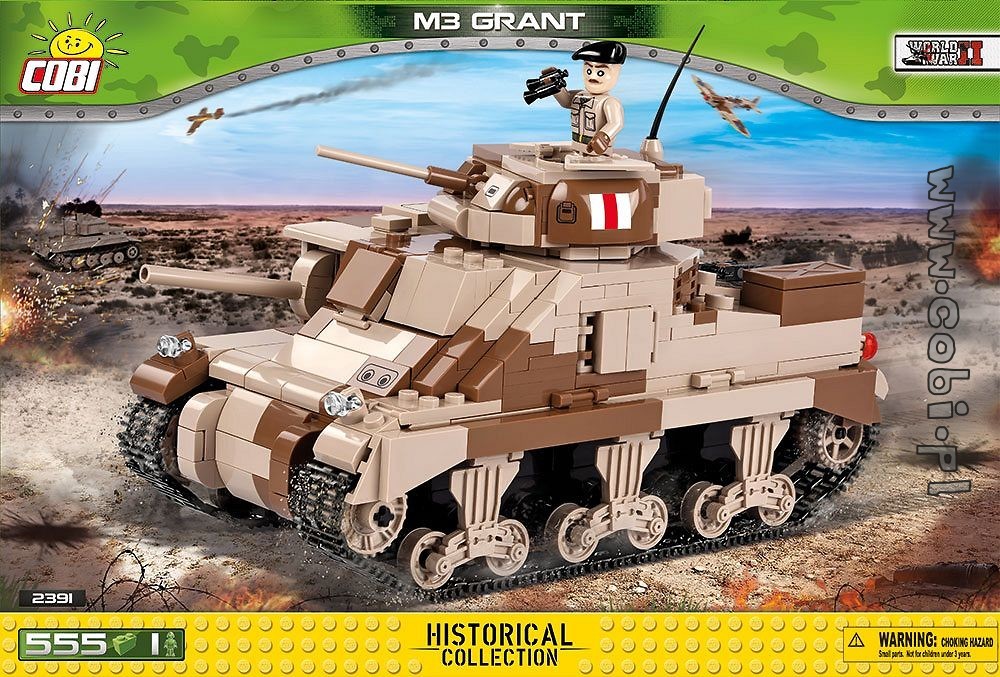 M3 GRANT
COBI
WORLD WAR II
www.cobi.pl
2391
555 1
HISTORICAL
COLLECTION
WARNING: CHOKING HAZARD
Small parts. Not for children under 3 years.